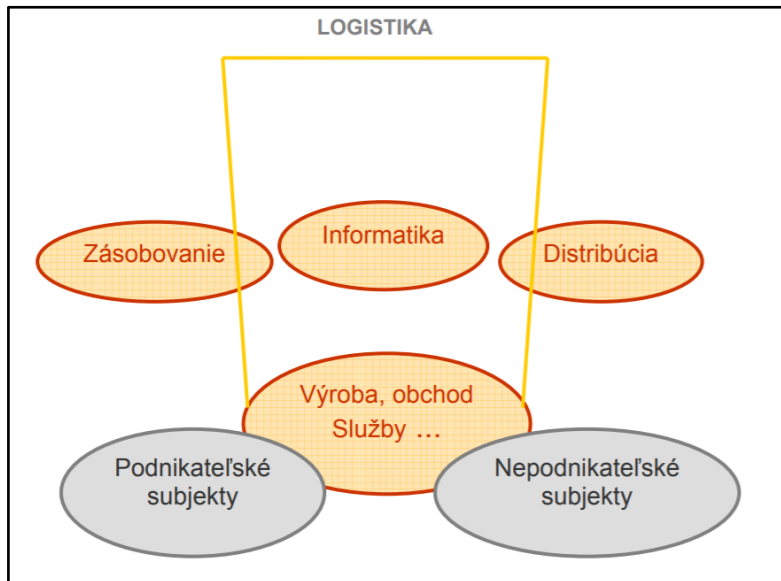 LOGISTIKA
Zásobovanie
Informatika
Distribúcia
Výroba, obchod
Služby ...
Podnikateľské
subjekty
Nepodnikateľské
subjekty